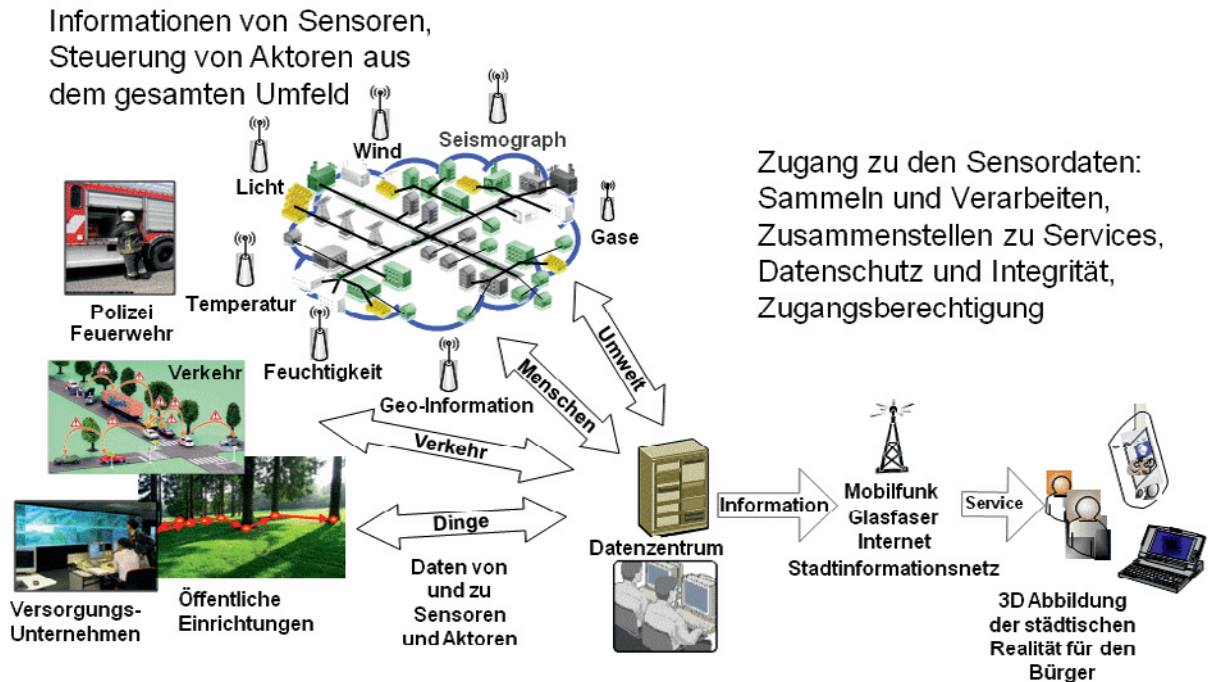 Informationen von Sensoren,
Steuerung von Aktoren aus
dem gesamten Umfeld
Seismograph
Wind
Licht
Gase
Temperatur
Feuchtigkeit
Geo-Information
Polizei
Feuerwehr
Verkehr
Versorgungs-
Unternehmen
Öffentliche
Einrichtungen
Umwelt
Menschen
Verkehr
Dinge
Daten von
und zu
Sensoren
und Aktoren
Datenzentrum
Zugang zu den Sensordaten:
Sammeln und Verarbeiten,
Zusammenstellen zu Services,
Datenschutz und Integrität,
Zugangsberechtigung
Information
Mobilfunk
Glasfaser
Internet
Stadtinformationsnetz
Service
3D Abbildung
der städtischen
Realität für den
Bürger